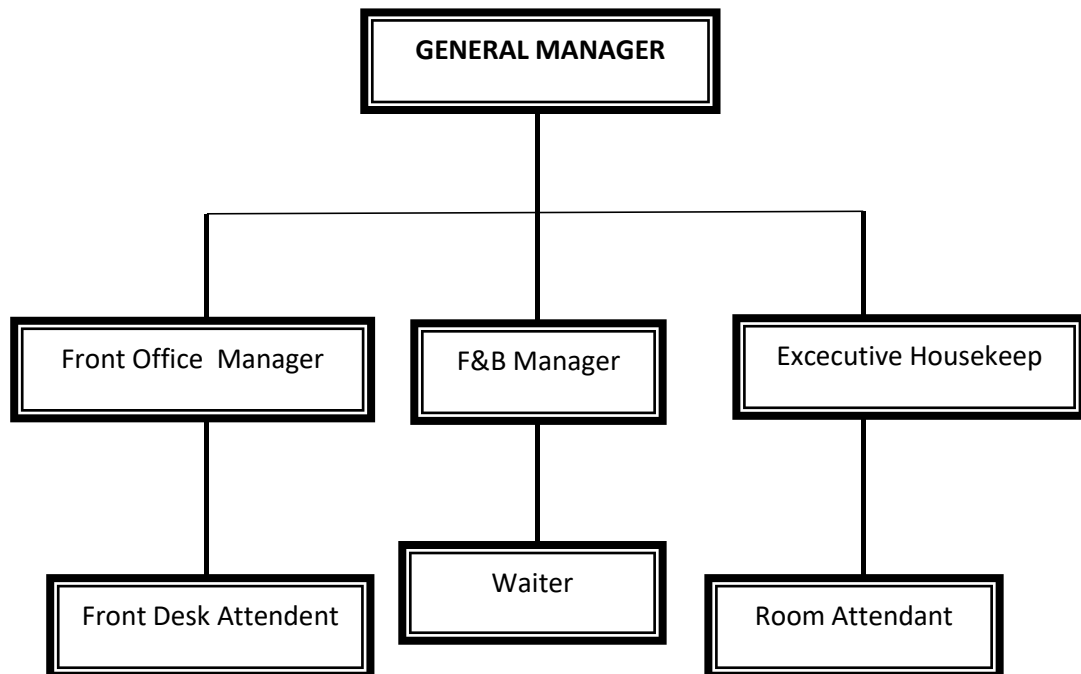 GENERAL MANAGER
Front Office  Manager
F&B Manager
Excecutive Housekeep
Front Desk Attendent
Waiter
Room Attendant